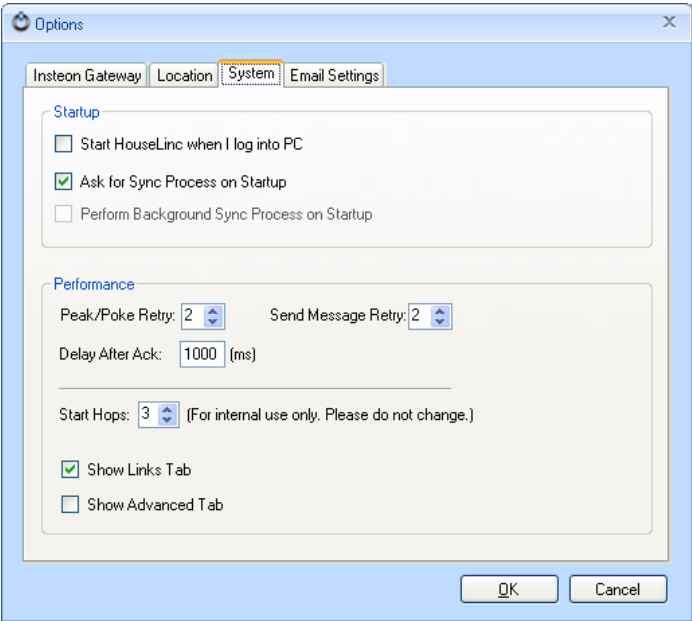 Options
Insteon Gateway Location System Email Settings
Startup
Start HouseLinc when I log into PC
Ask for Sync Process on Startup
Perform Background Sync Process on Startup
Performance
Peak/Poke Retry: 2 Send Message Retry: 2
Delay After Ack: 1000 (ms)
Start Hops: 3 (For internal use only. Please do not change.)
Show Links Tab
Show Advanced Tab
OK Cancel